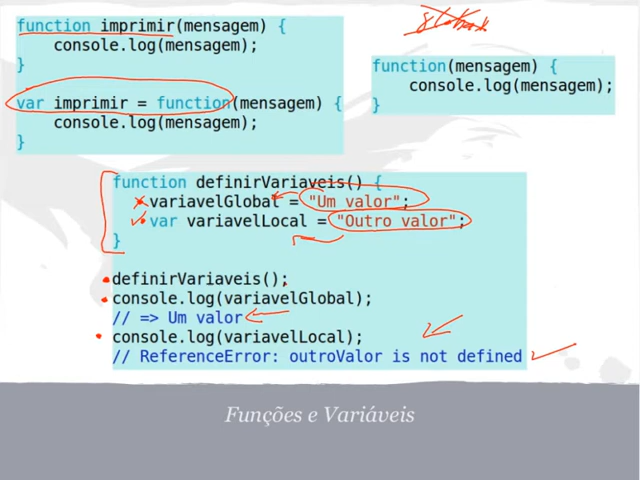 function imprimir(mensagem) {
console.log(mensagem);
}
var imprimir = function(mensagem) {
console.log(mensagem);
}
function(mensagem) {
console.log(mensagem);
}
function definirVariaveis() {
variavelGlobal = "Um valor";
var variavelLocal = "Outro valor";
}
definirVariaveis();
console.log(variavelGlobal);
// => Um valor
console.log(variavelLocal);
// ReferenceError: outroValor is not defined
Funções e Variáveis